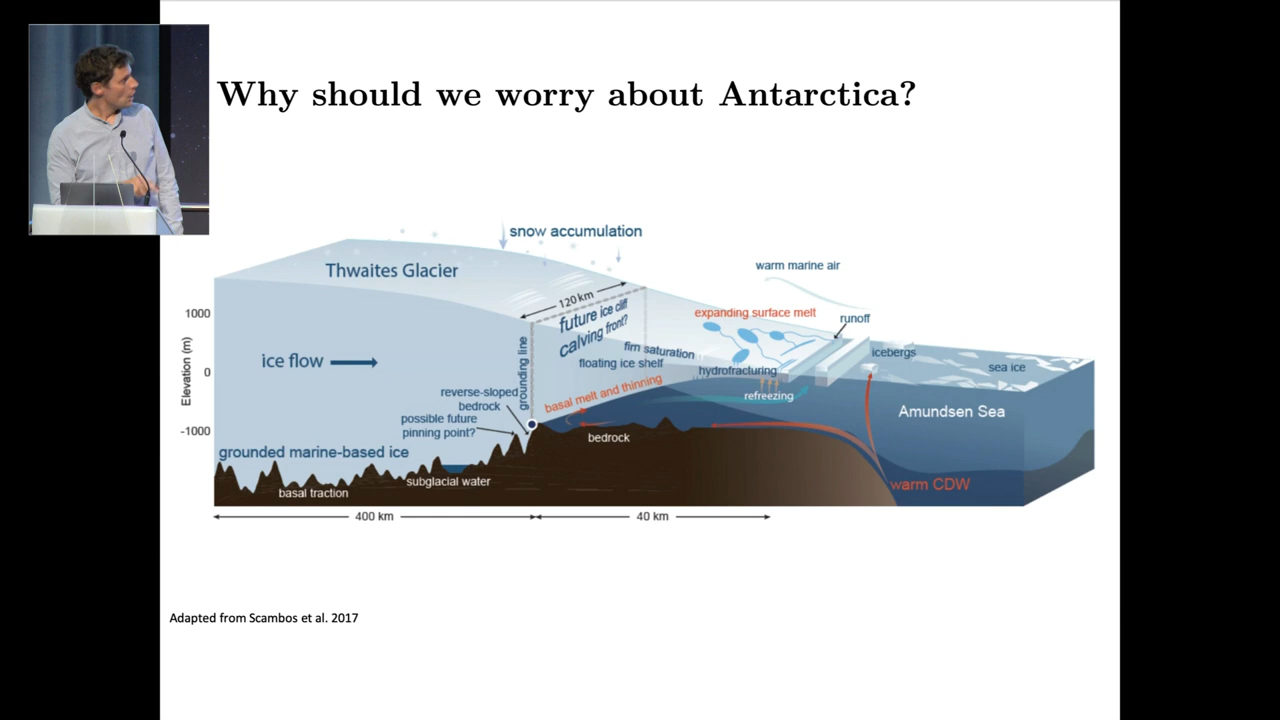 Why should we worry about Antarctica?
snow accumulation
Thwaites Glacier
warm marine air
120 km
1000
expanding surface melt
runoff
future ice cliff
calving front?
firn saturation
icebergs
ice flow
floating ice shelf
sea ice
Elevation (m)
0
hydrofracturing
grounding line
reverse-sloped
bedrock
basal melt and thinning
refreezing
Amundsen Sea
possible future
pinning point?
-1000
bedrock
grounded marine-based ice
subglacial water
warm CDW
basal traction
400 km
40 km
Adapted from Scambos et al. 2017